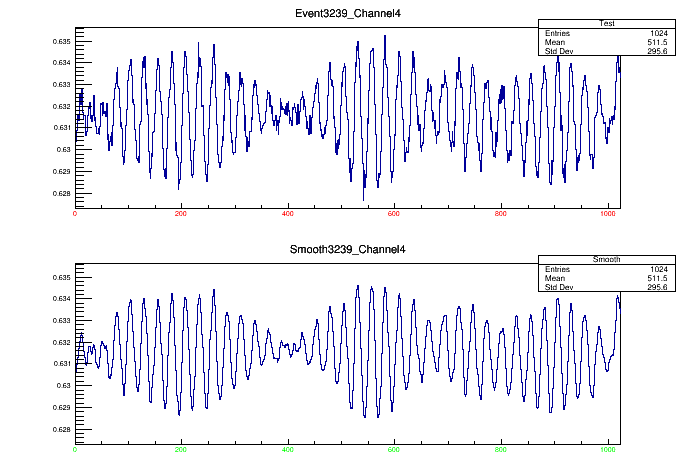 Event3239_Channel4
Test
Entries 1024
Mean 511.5
Std Dev 295.6
0.635
0.634
0.633
0.632
0.631
0.63
0.629
0.628
0 200 400 600 800 1000
Smooth3239_Channel4
Smooth
Entries 1024
Mean 511.5
Std Dev 295.6
0.635
0.634
0.633
0.632
0.631
0.63
0.629
0.628
0 200 400 600 800 1000